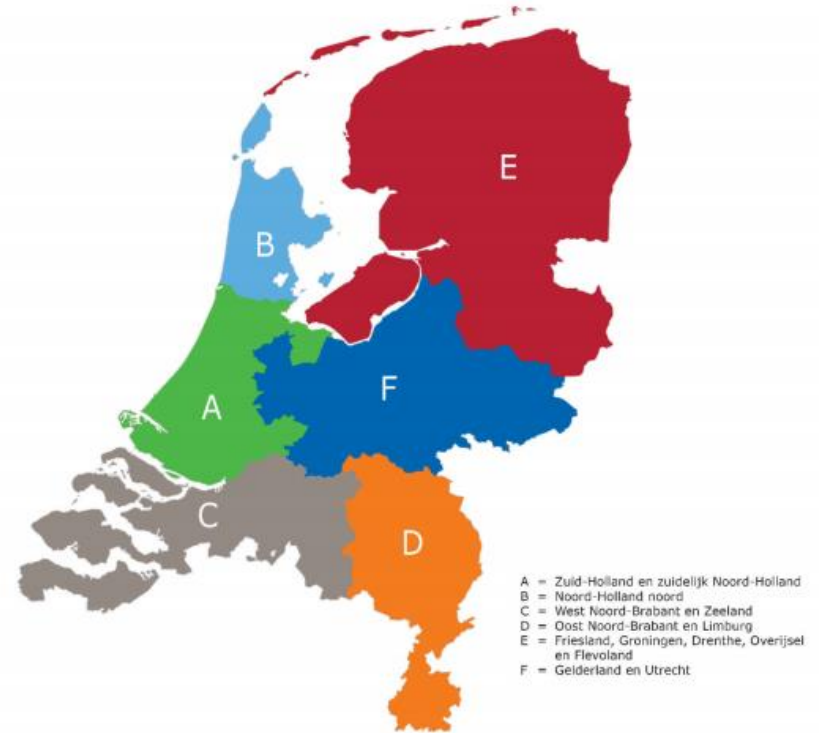 E
B
F
A
C
D
A = Zuid-Holland en zuidelijk Noord-Holland
B = Noord-Holland noord
C = West Noord-Brabant en Zeeland
D = Oost Noord-Brabant en Limburg
E = Friesland, Groningen, Drenthe, Overijsel
en Flevoland
F = Gelderland en Utrecht